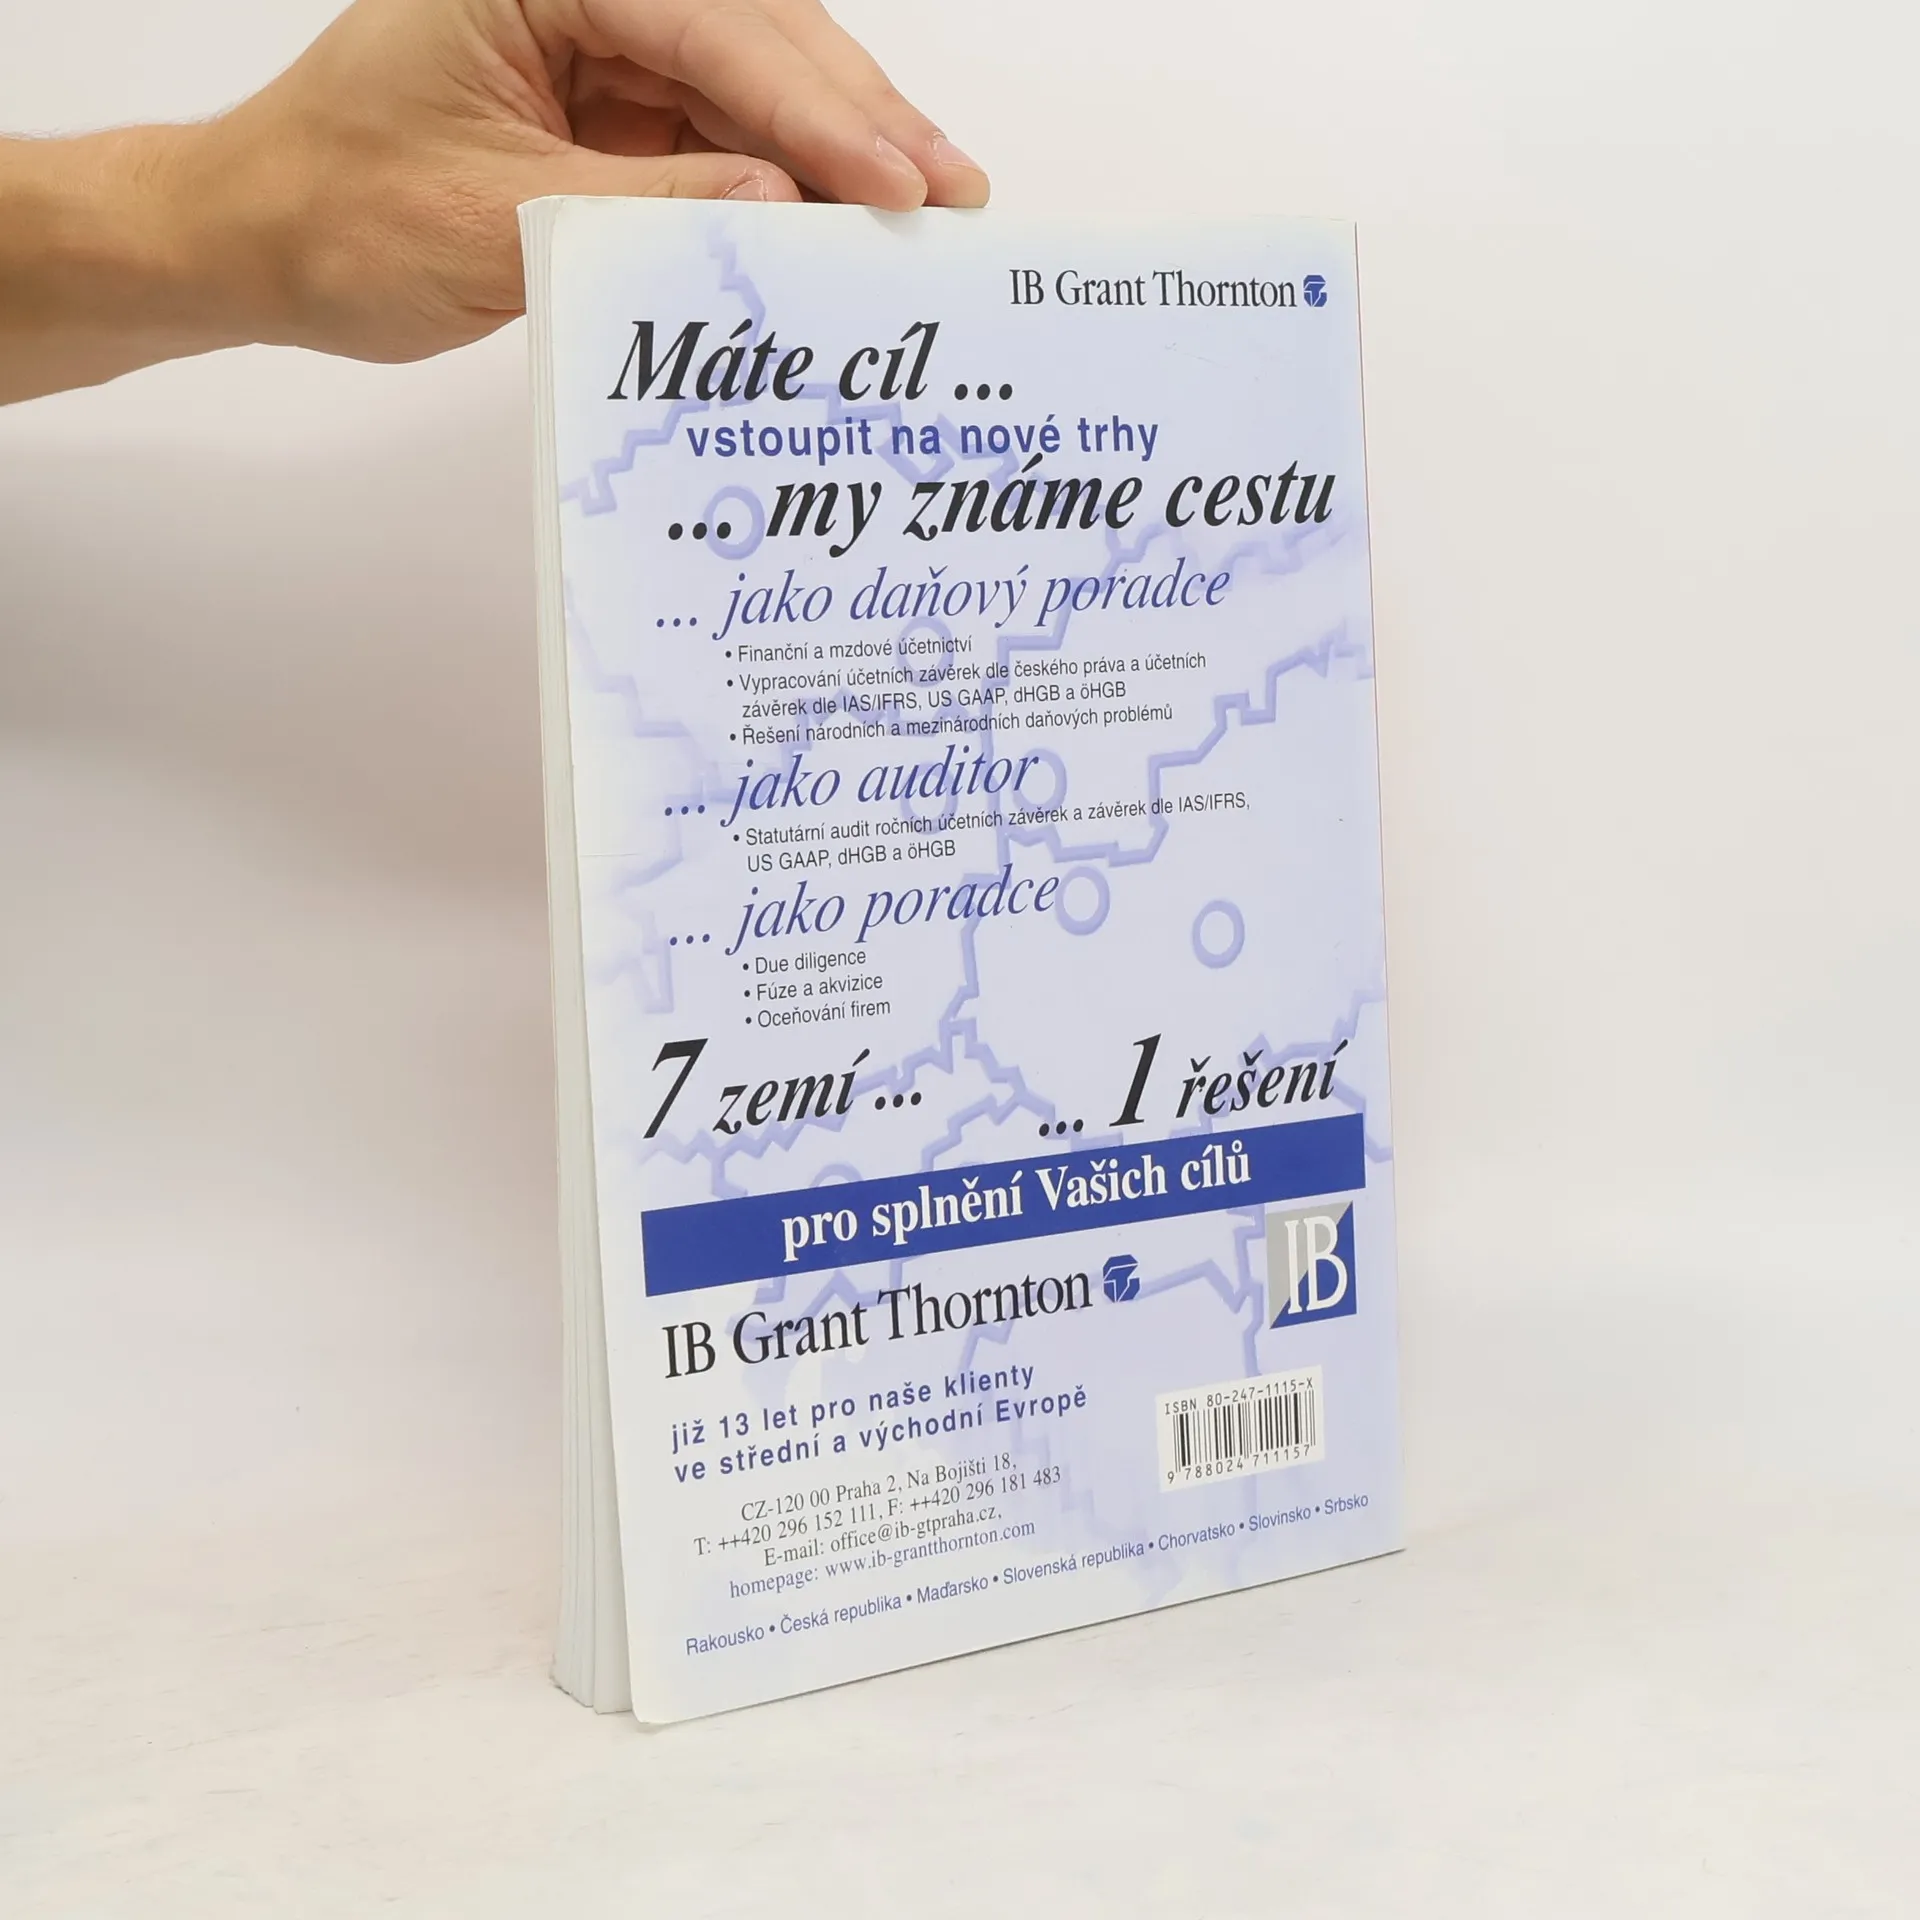 IB Grant Thornton
Máte cíl ...
vstoupit na nové trhy
... my známe cestu
... jako daňový poradce
• Finanční a mzdové účetnictví
• Vypracování účetních závěrek dle českého práva a účetních
závěrek dle IAS/IFRS, US GAAP, dHGB a öHGB
• Řešení národních a mezinárodních daňových problémů
... jako auditor
• Statutární audit ročních účetních závěrek a závěrek dle IAS/IFRS,
US GAAP, dHGB a öHGB
... jako poradce
• Due diligence
• Fúze a akvizice
• Oceňování firem
7 zemí ... ... 1 řešení
pro splnění Vašich cílů
IB
IB Grant Thornton
již 13 let pro naše klienty
ve střední a východní Evropě
ISBN 80-247-1115-X
9 788024 711157
CZ-120 00 Praha 2, Na Bojišti 18,
T: ++420 296 152 111, F: ++420 296 181 483
E-mail: office@ib-gtpraha.cz,
homepage: www.ib-grantthornton.com
Rakousko • Česká republika • Maďarsko • Slovenská republika • Chorvatsko • Slovinsko • Srbsko